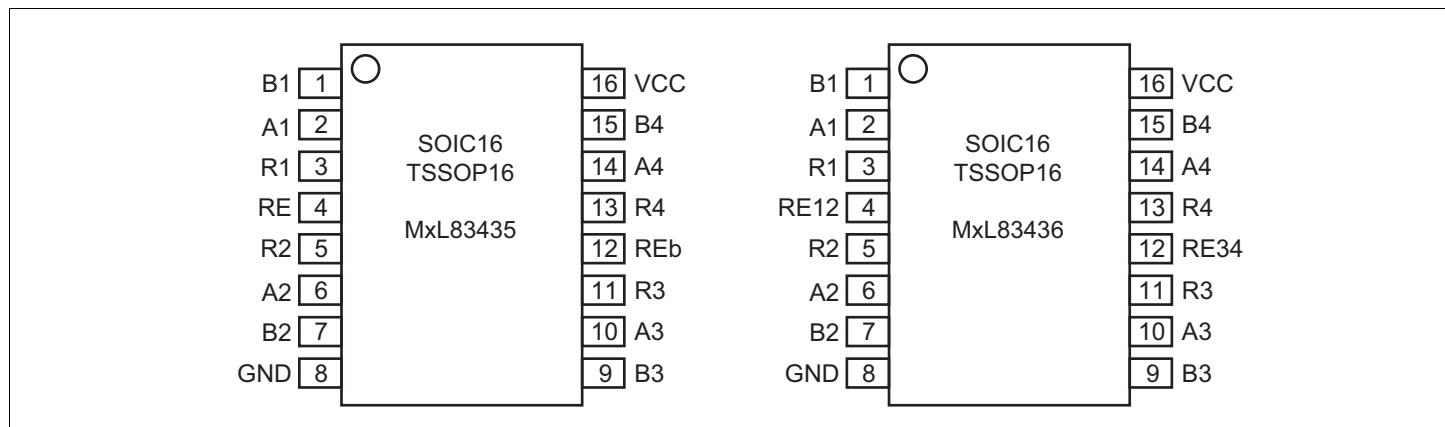 B1 1
A1 2
R1 3
RE 4
R2 5
A2 6
B2 7
GND 8
SOIC16
TSSOP16
MxL83435
16 VCC
15 B4
14 A4
13 R4
12 REb
11 R3
10 A3
9 B3
B1 1
A1 2
R1 3
RE12 4
R2 5
A2 6
B2 7
GND 8
SOIC16
TSSOP16
MxL83436
16 VCC
15 B4
14 A4
13 R4
12 RE34
11 R3
10 A3
9 B3